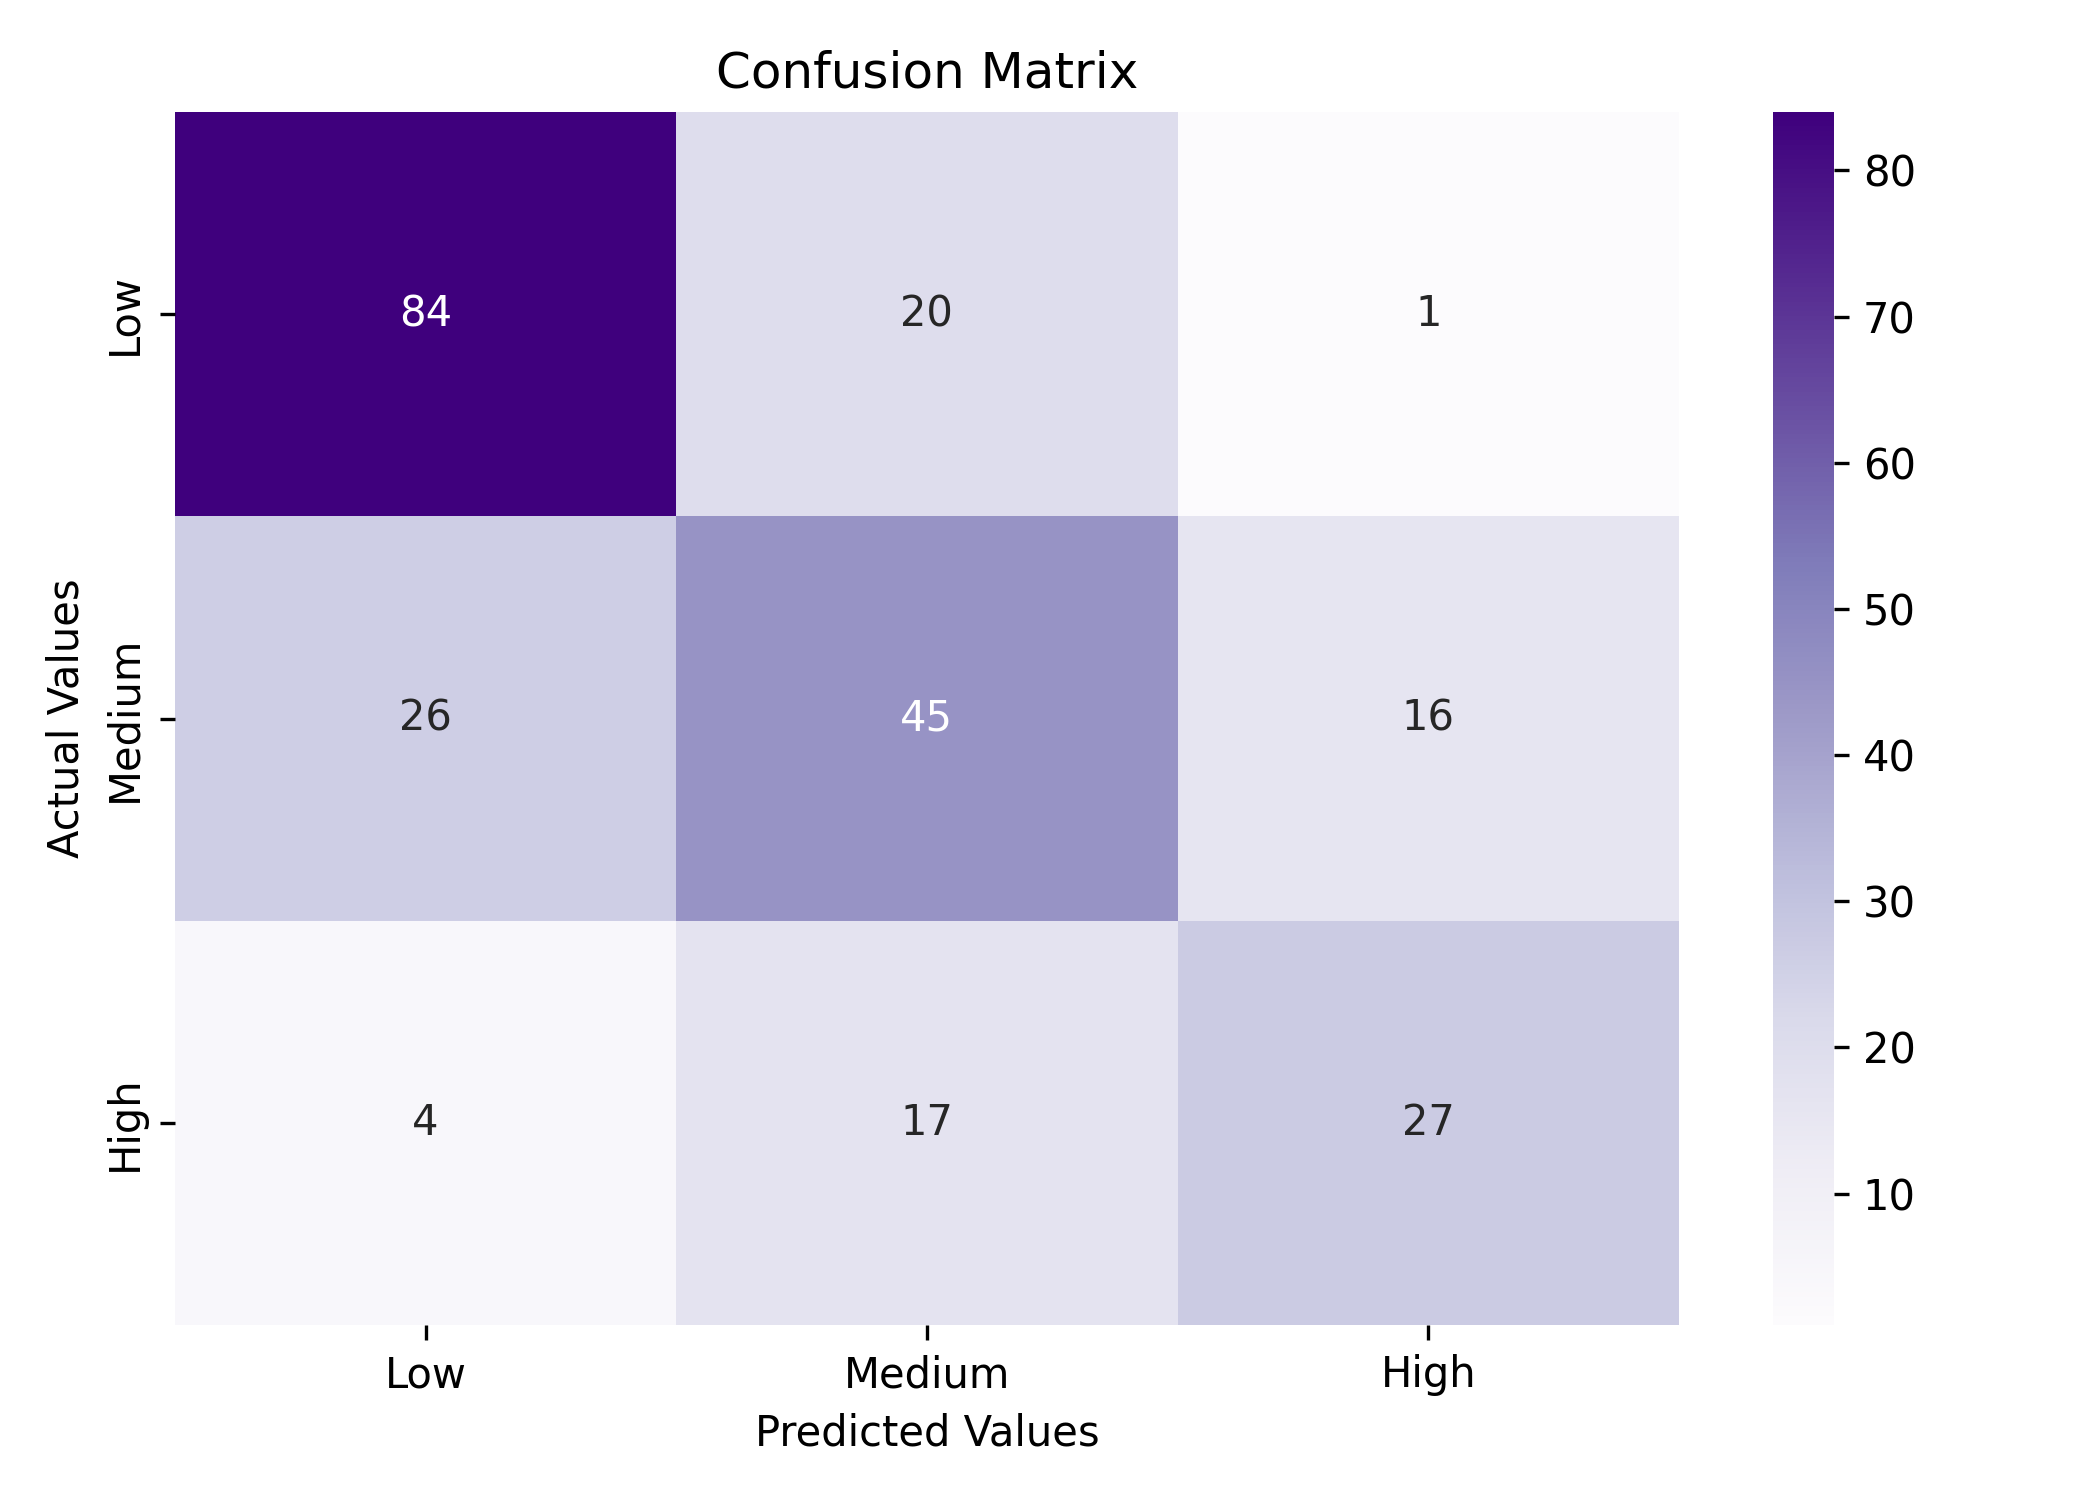 Confusion Matrix
Actual Values
Low
84 20 1
Medium
26 45 16
High
4 17 27
Low Medium High
Predicted Values
80
70
60
50
40
30
20
10